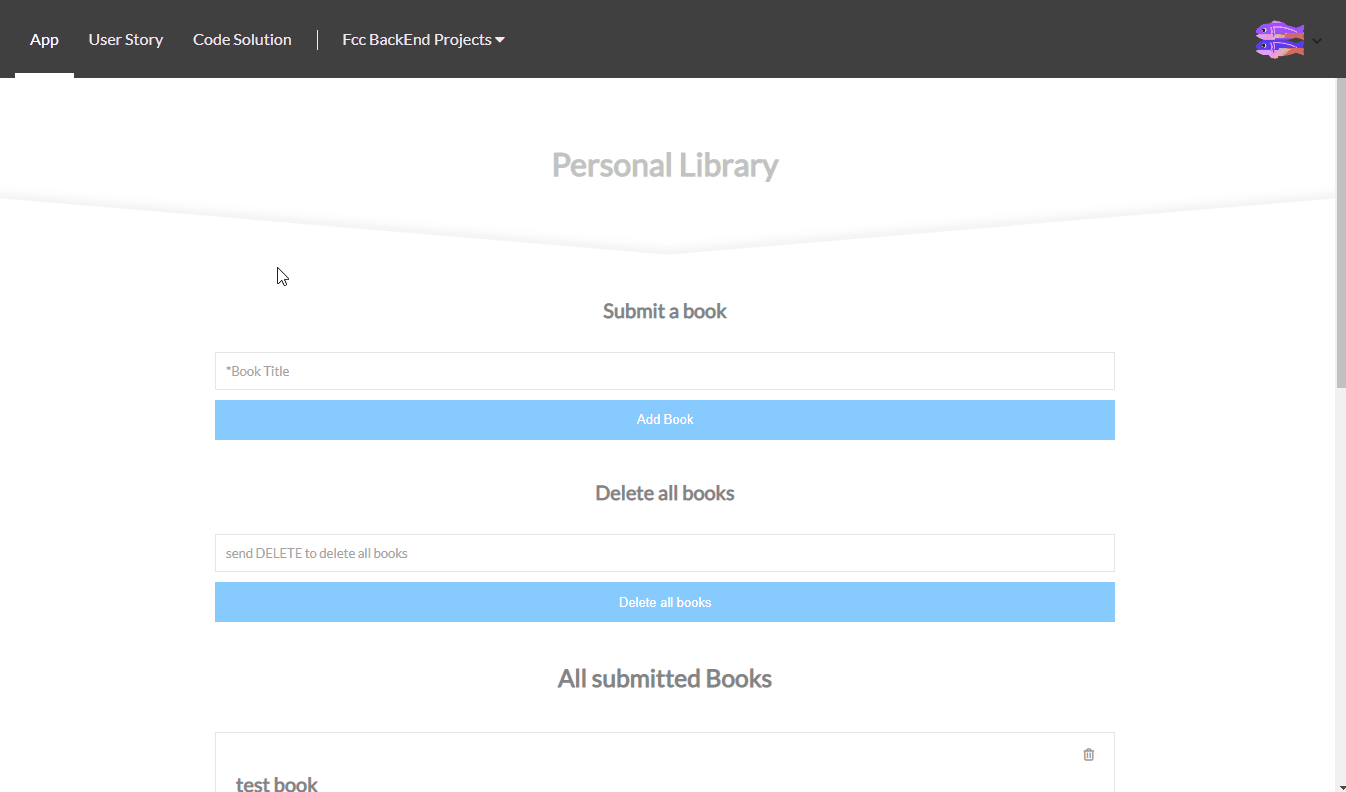 App User Story Code Solution Fcc BackEnd Projects
Personal Library
Submit a book
*Book Title
Add Book
Delete all books
send DELETE to delete all books
Delete all books
All submitted Books
test book